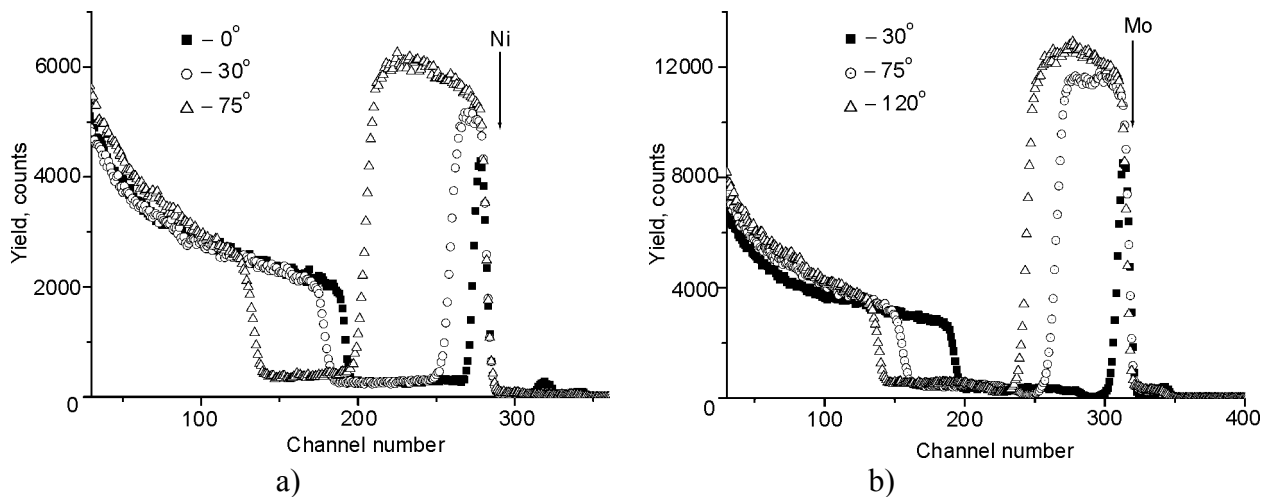 – 0°
– 30°
– 75°
Ni
6000
4000
2000
0
Yield, counts
100
200
300
Channel number
a)
– 30°
– 75°
– 120°
Mo
12000
8000
4000
0
Yield, counts
100
200
300
400
Channel number
b)